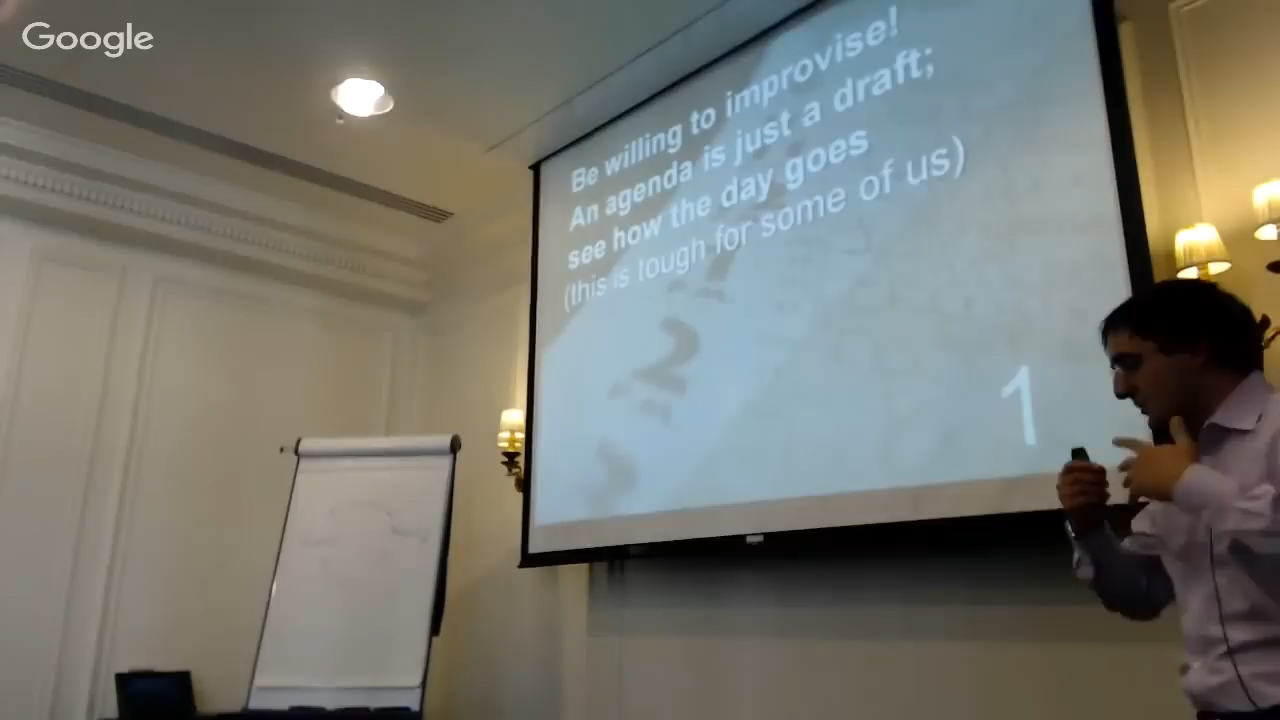 Google
Be willing to improvise!
An agenda is just a draft;
see how the day goes
(this is tough for some of us)
2
1